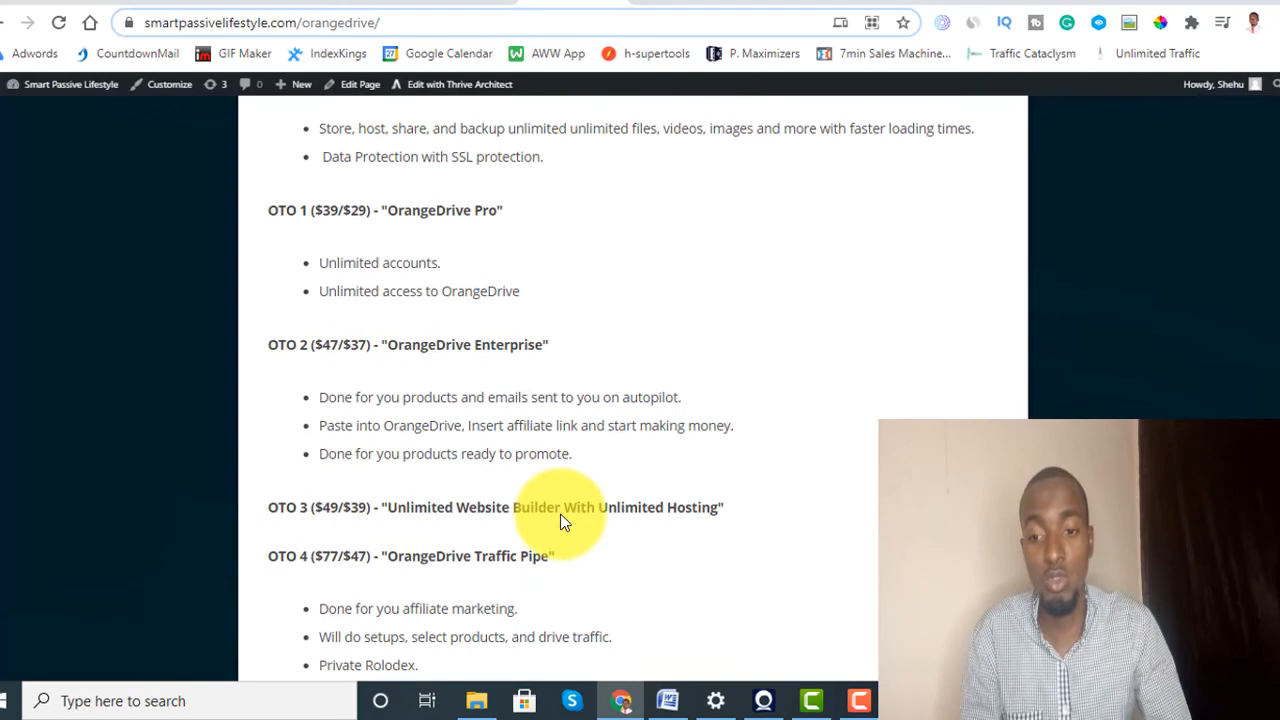 smartpassivelifestyle.com/orangedrive/
Adwords CountdownMail GIF Maker IndexKings Google Calendar AWW App h-supertools P. Maximizers 7min Sales Machine... Traffic Cataclysm Unlimited Traffic
Smart Passive Lifestyle Customize 3 0 New Edit Page Edit with Thrive Architect Howdy, Shehu
• Store, host, share, and backup unlimited unlimited files, videos, images and more with faster loading times.
• Data Protection with SSL protection.
OTO 1 ($39/$29) - "OrangeDrive Pro"
• Unlimited accounts.
• Unlimited access to OrangeDrive
OTO 2 ($47/$37) - "OrangeDrive Enterprise"
• Done for you products and emails sent to you on autopilot.
• Paste into OrangeDrive, Insert affiliate link and start making money.
• Done for you products ready to promote.
OTO 3 ($49/$39) - "Unlimited Website Builder With Unlimited Hosting"
OTO 4 ($77/$47) - "OrangeDrive Traffic Pipe"
• Done for you affiliate marketing.
• Will do setups, select products, and drive traffic.
• Private Rolodex.
Type here to search